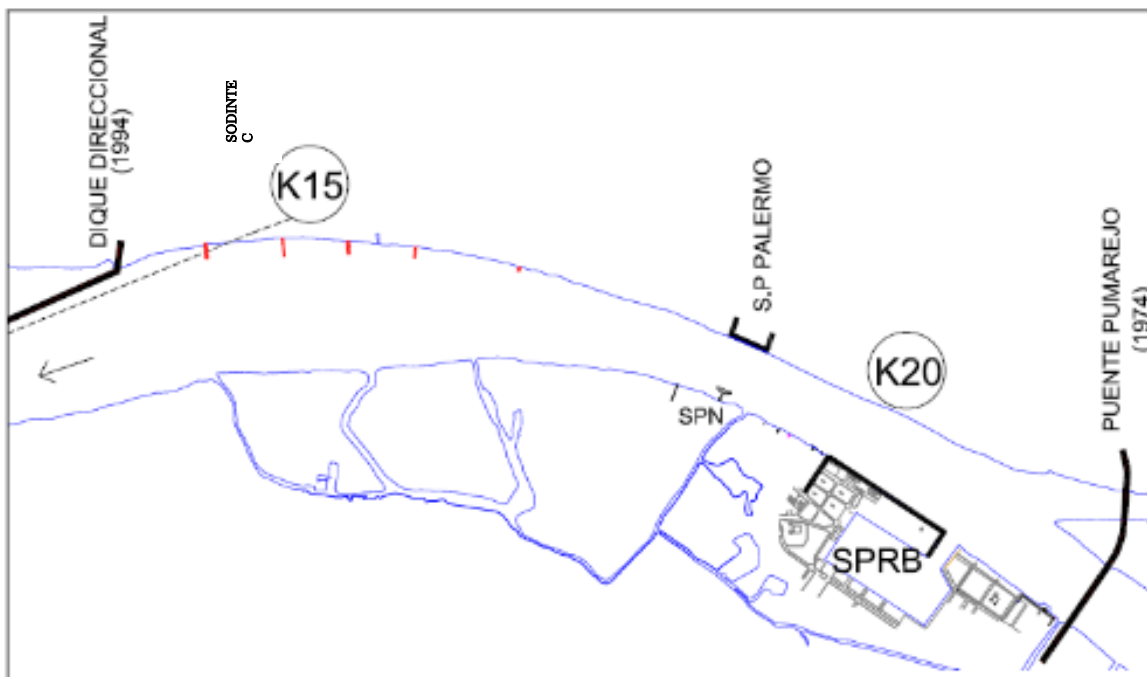 DIQUE DIRECCIONAL
(1994)
SODINTE
C
K15
S.P PALERMO
K20
PUENTE PUMAREJO
(1974)
SPN
SPRB